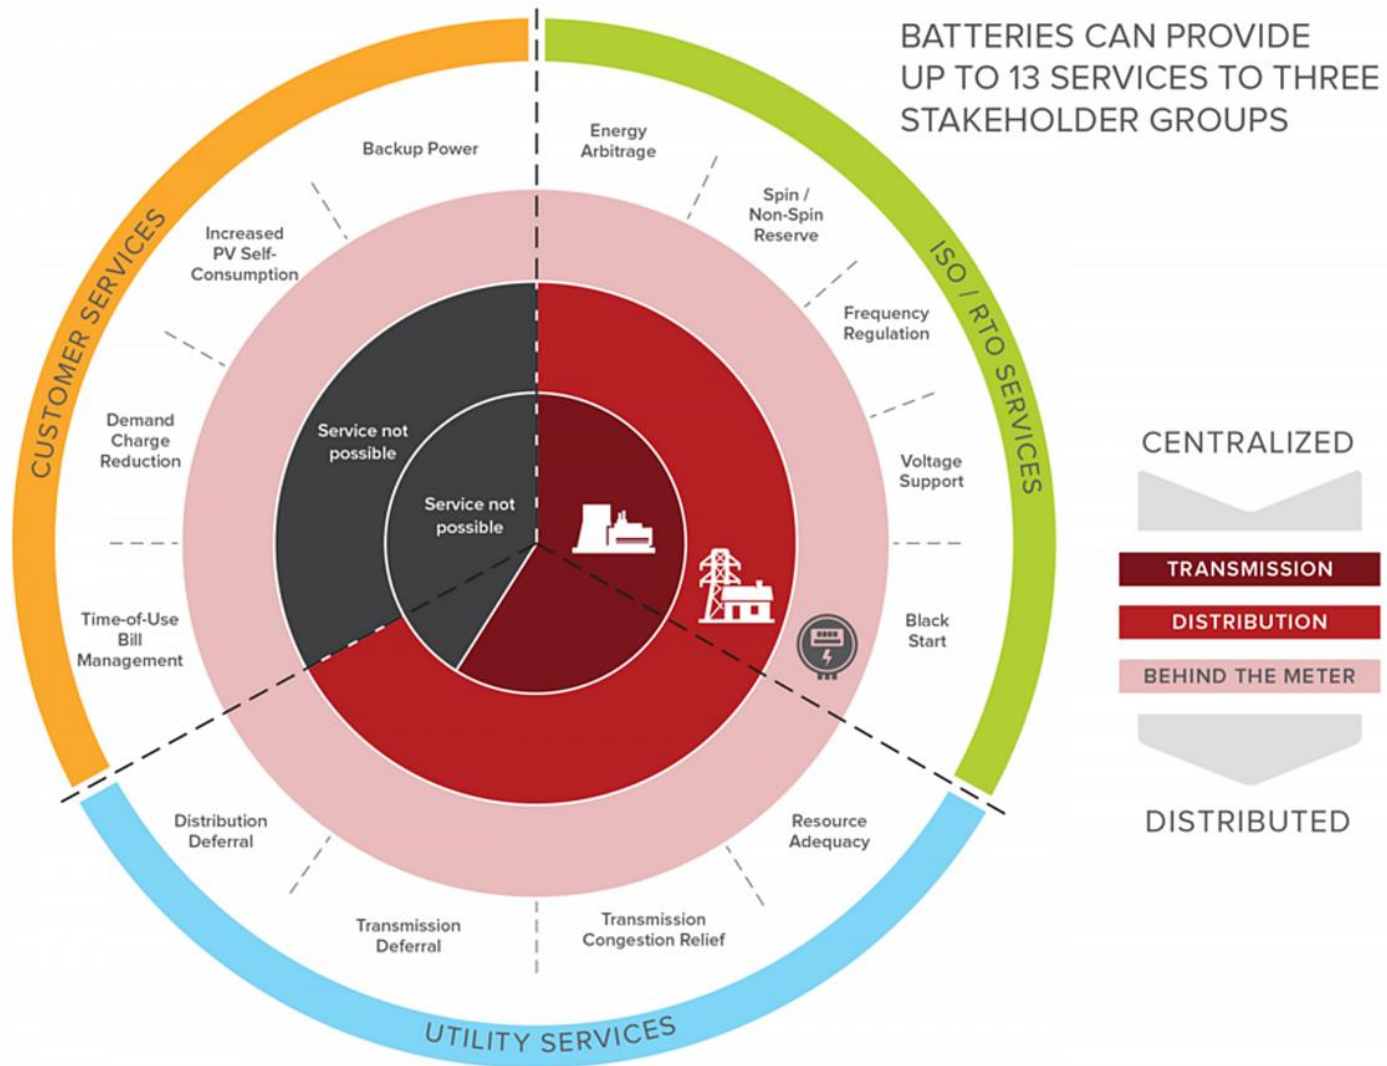 BATTERIES CAN PROVIDE
UP TO 13 SERVICES TO THREE
STAKEHOLDER GROUPS
CUSTOMER SERVICES
ISO / RTO SERVICES
UTILITY SERVICES
Backup Power
Increased
PV Self-
Consumption
Demand
Charge
Reduction
Time-of-Use
Bill
Management
Energy
Arbitrage
Spin /
Non-Spin
Reserve
Frequency
Regulation
Voltage
Support
Black
Start
Resource
Adequacy
Transmission
Congestion Relief
Transmission
Deferral
Distribution
Deferral
Service not
possible
Service not
possible
CENTRALIZED
TRANSMISSION
DISTRIBUTION
BEHIND THE METER
DISTRIBUTED